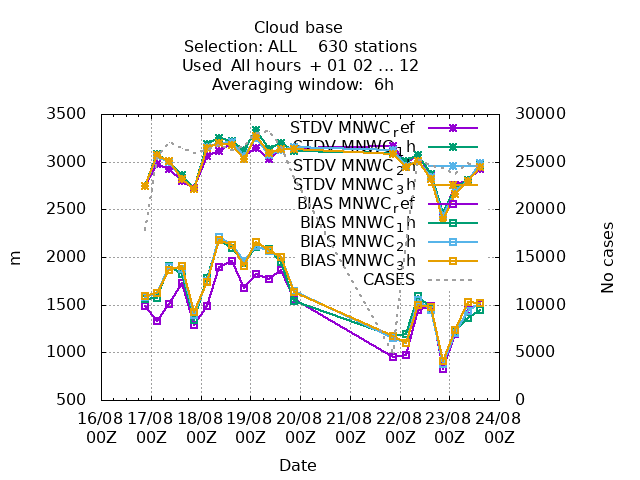 Cloud base
Selection: ALL    630 stations
Used  All hours  + 01 02 ... 12
Averaging window:  6h
3500
3000
2500
2000
1500
1000
500
m
30000
25000
20000
15000
10000
5000
0
No cases
STDV MNWC_ref
STDV MNWC_1h
STDV MNWC_2h
STDV MNWC_3h
BIAS MNWC_ref
BIAS MNWC_1h
BIAS MNWC_2h
BIAS MNWC_3h
CASES
16/08 17/08 18/08 19/08 20/08 21/08 22/08 23/08 24/08
00Z 00Z 00Z 00Z 00Z 00Z 00Z 00Z 00Z
Date